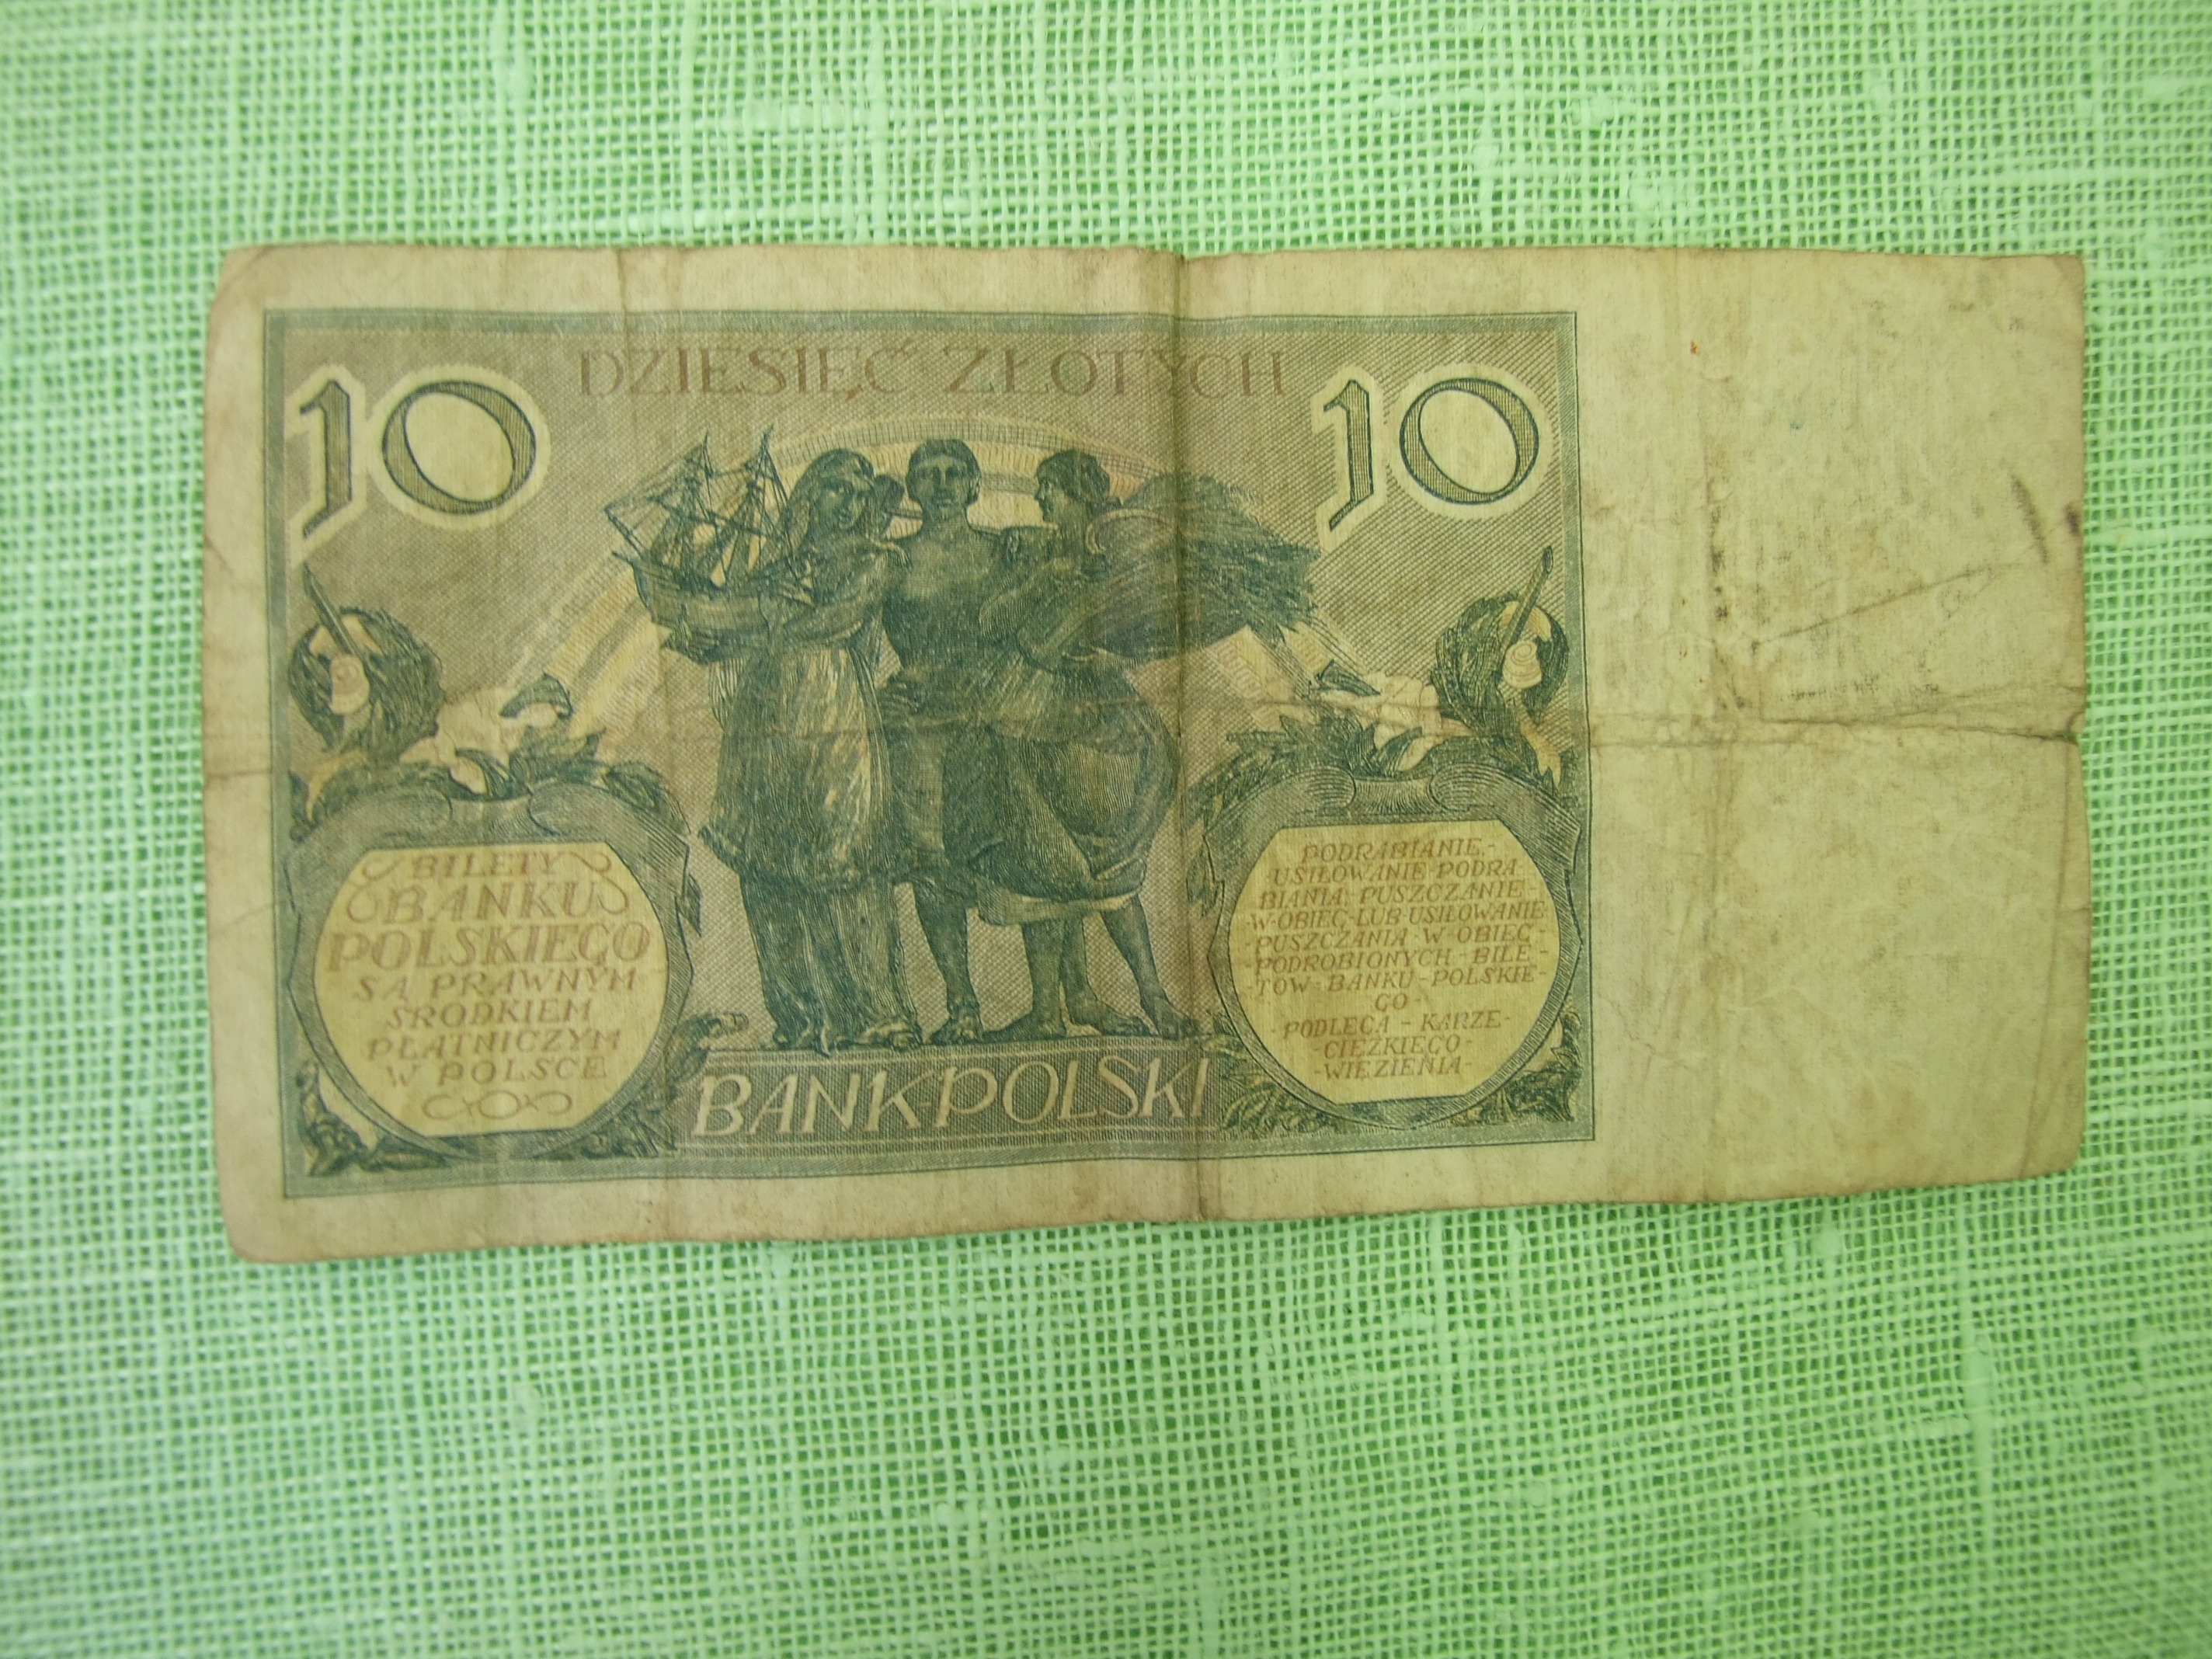 DZIESIĘĆ ZŁOTYCH
10
10
BILETY
BANKU
POLSKIEGO
SĄ PRAWNYM
ŚRODKIEM
PŁATNICZYM
W POLSCE
PODRABIANIE,-
-USIŁOWANIE-PODRA-
BIANIA, PUSZCZANIE-
-W-OBIEG-LUB-USIŁOWANIE
-PUSZCZANIA-W-OBIEG-
-PODROBIONYCH-BILE-
-TÓW-BANKU-POLSKIE-
GO-
-PODLEGA-KARZE-
-CIĘŻKIEGO-
-WIĘZIENIA-
BANK-POLSKI